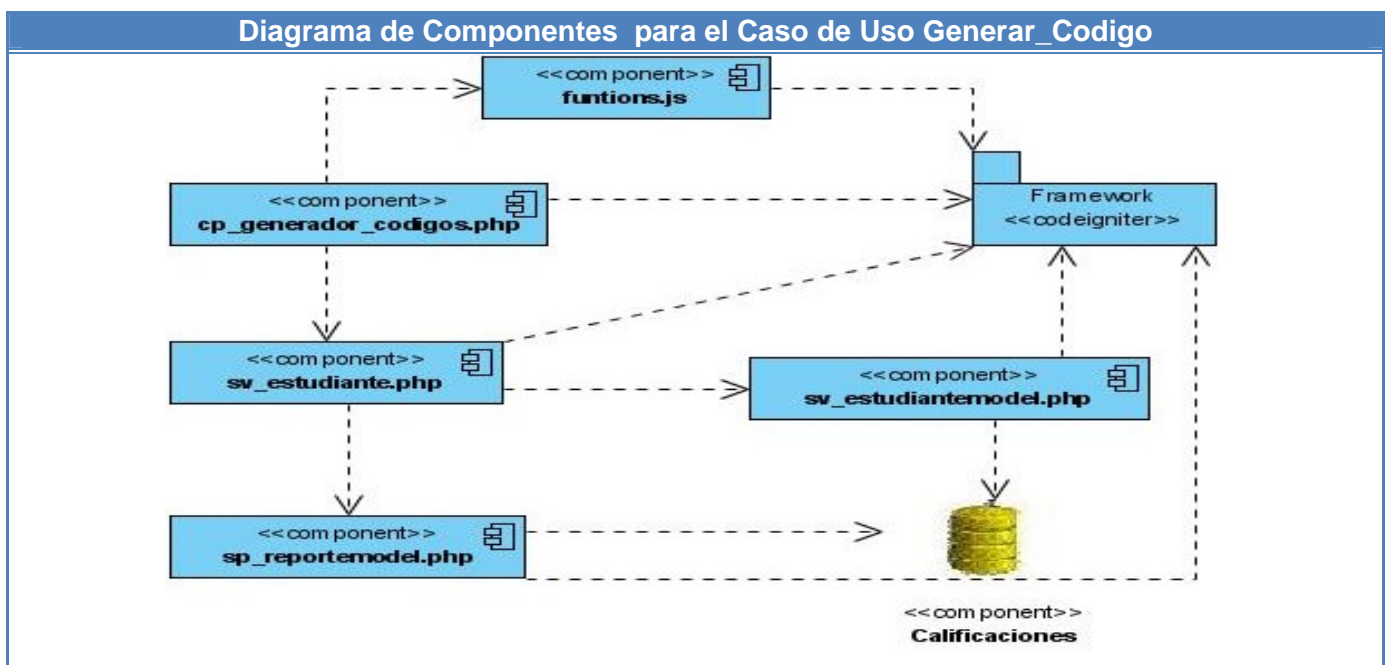 Diagrama de Componentes para el Caso de Uso Generar_Codigo
<<component>>
funtions.js
<<component>>
cp_generador_codigos.php
Framework
<<codeigniter>>
<<component>>
sv_estudiante.php
<<component>>
sv_estudiantemodel.php
<<component>>
sp_reportemodel.php
<<component>>
Calificaciones